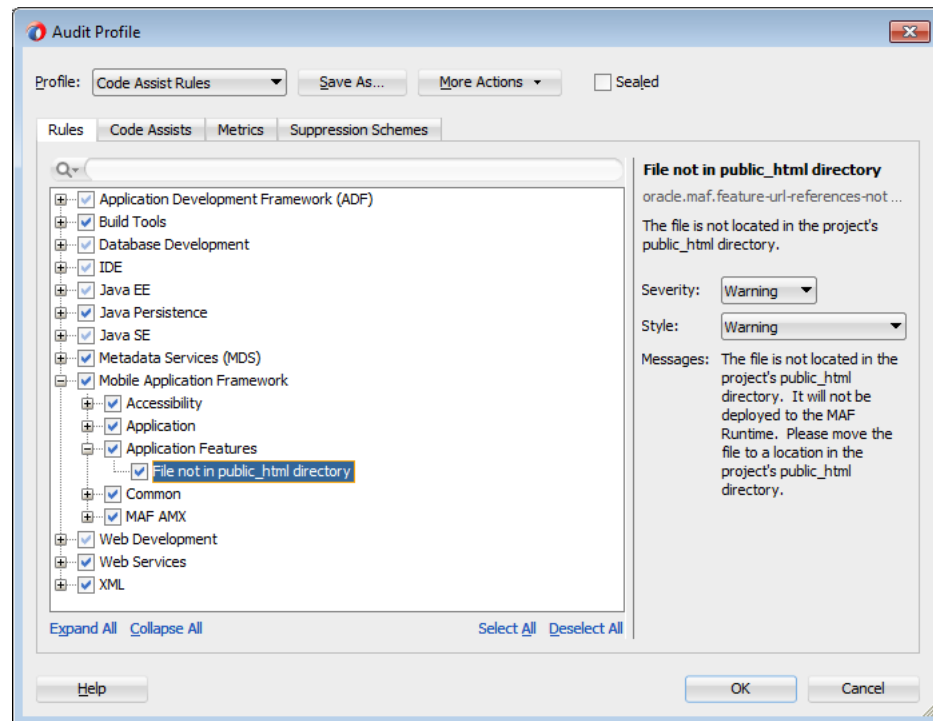 Audit Profile
Profile: Code Assist Rules Save As... More Actions Sealed
Rules Code Assists Metrics Suppression Schemes
Application Development Framework (ADF)
Build Tools
Database Development
IDE
Java EE
Java Persistence
Java SE
Metadata Services (MDS)
Mobile Application Framework
Accessibility
Application
Application Features
File not in public_html directory
Common
MAF AMX
Web Development
Web Services
XML
Expand All Collapse All Select All Deselect All
File not in public_html directory
oracle.maf.feature-url-references-not ...
The file is not located in the project's
public_html directory.
Severity: Warning
Style: Warning
Messages: The file is not located in the
project's public_html
directory. It will not be
deployed to the MAF
Runtime. Please move the
file to a location in the
project's public_html
directory.
Help OK Cancel